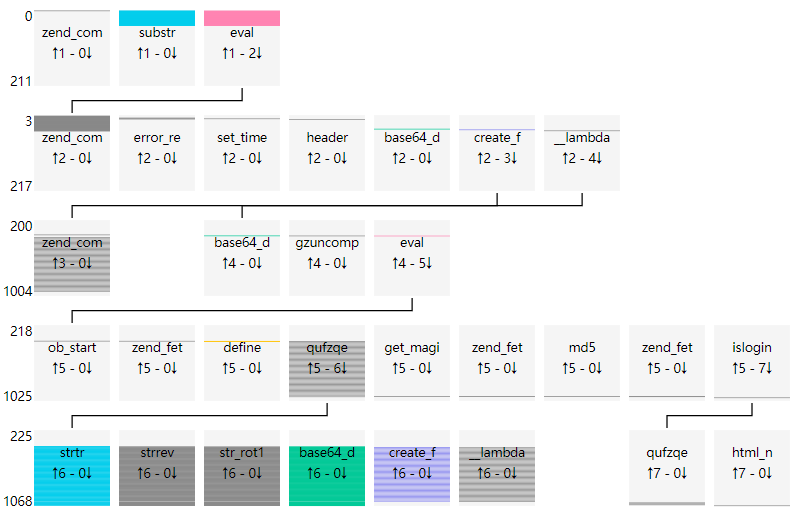 0
zend_com substr eval
↑1 - 0↓ ↑1 - 0↓ ↑1 - 2↓
211
3
zend_com error_re set_time header base64_d create_f __lambda
↑2 - 0↓ ↑2 - 0↓ ↑2 - 0↓ ↑2 - 0↓ ↑2 - 0↓ ↑2 - 3↓ ↑2 - 4↓
217
200
zend_com base64_d gzuncomp eval
↑3 - 0↓ ↑4 - 0↓ ↑4 - 0↓ ↑4 - 5↓
1004
218
ob_start zend_fet define qufzqe get_magi zend_fet md5 zend_fet islogin
↑5 - 0↓ ↑5 - 0↓ ↑5 - 0↓ ↑5 - 6↓ ↑5 - 0↓ ↑5 - 0↓ ↑5 - 0↓ ↑5 - 0↓ ↑5 - 7↓
1025
225
strtr strrev str_rot1 base64_d create_f __lambda qufzqe html_n
↑6 - 0↓ ↑6 - 0↓ ↑6 - 0↓ ↑6 - 0↓ ↑6 - 0↓ ↑6 - 0↓ ↑7 - 0↓ ↑7 - 0↓
1068